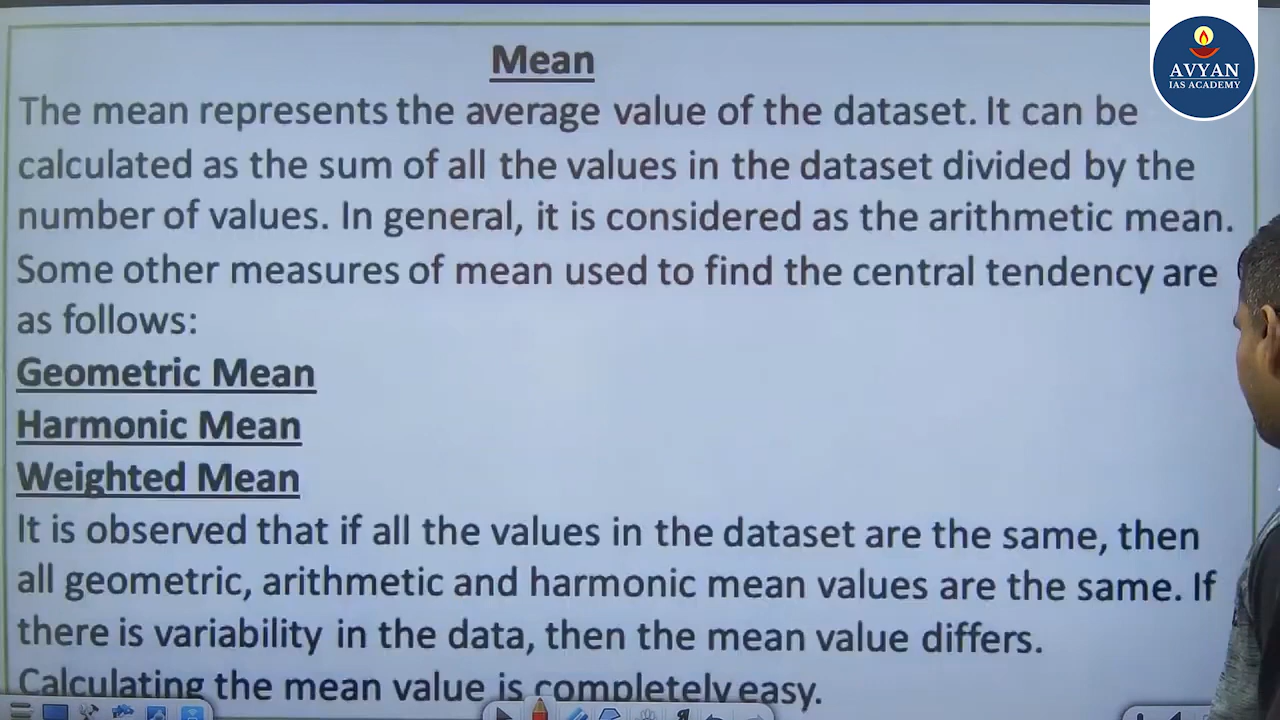 Mean
AVYAN
IAS ACADEMY
The mean represents the average value of the dataset. It can be
calculated as the sum of all the values in the dataset divided by the
number of values. In general, it is considered as the arithmetic mean.
Some other measures of mean used to find the central tendency are
as follows:
Geometric Mean
Harmonic Mean
Weighted Mean
It is observed that if all the values in the dataset are the same, then
all geometric, arithmetic and harmonic mean values are the same. If
there is variability in the data, then the mean value differs.
Calculating the mean value is completely easy.